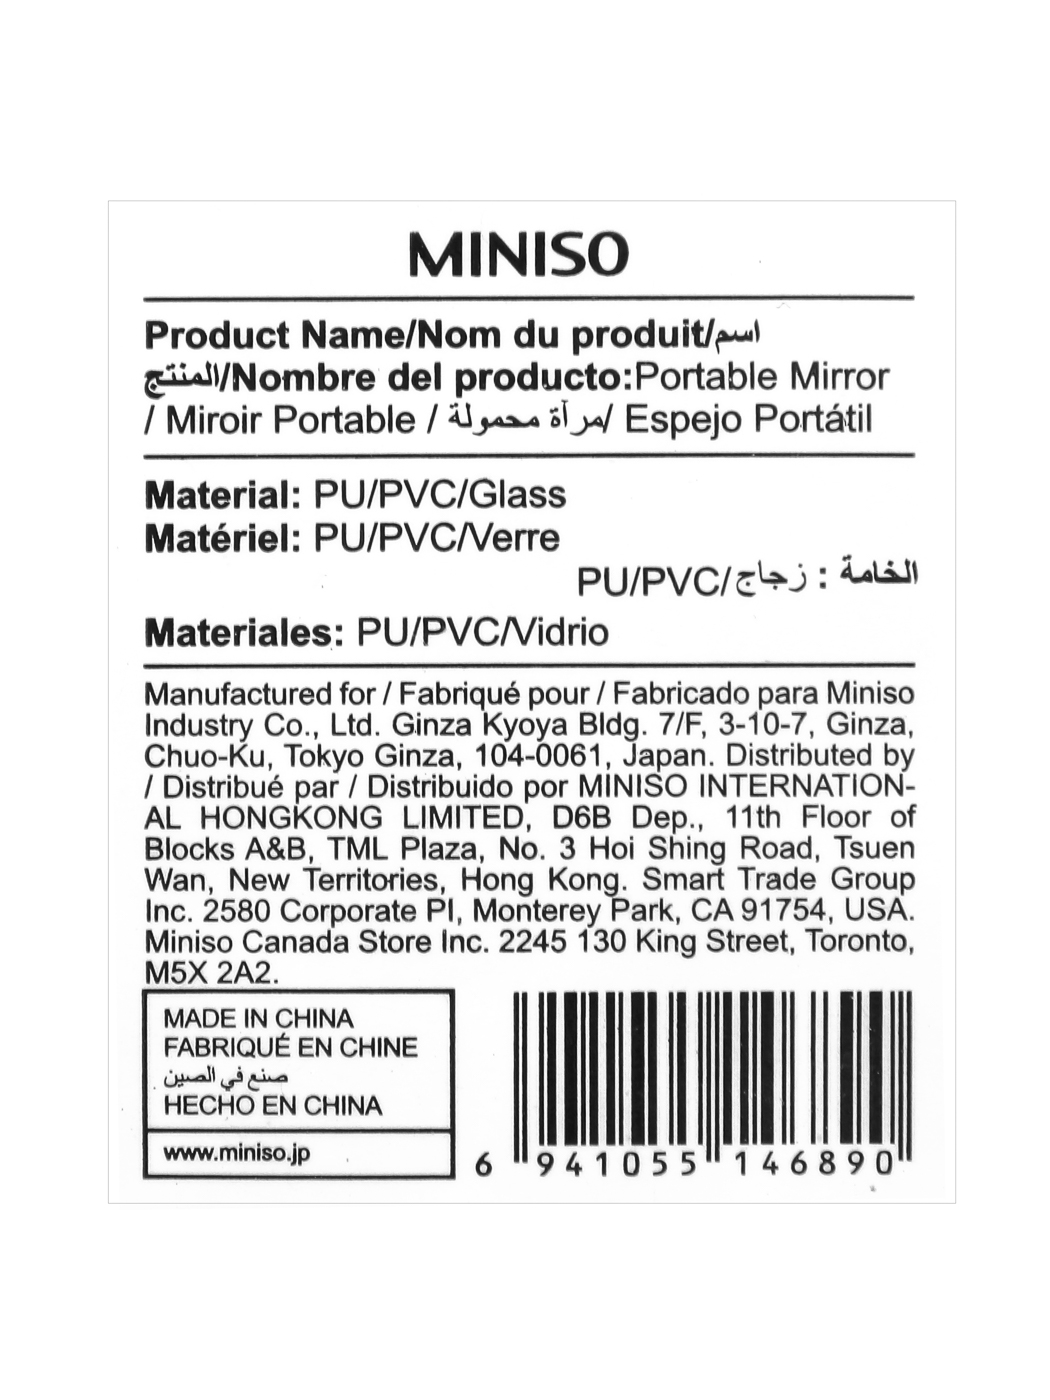 MINISO
Product Name/Nom du produit/اسم
المنتج/Nombre del producto:Portable Mirror
/ Miroir Portable / مرآة محمولة/ Espejo Portátil
Material: PU/PVC/Glass
Matériel: PU/PVC/Verre
الخامة : زجاج/PU/PVC
Materiales: PU/PVC/Vidrio
Manufactured for / Fabriqué pour / Fabricado para Miniso
Industry Co., Ltd. Ginza Kyoya Bldg. 7/F, 3-10-7, Ginza,
Chuo-Ku, Tokyo Ginza, 104-0061, Japan. Distributed by
/ Distribué par / Distribuido por MINISO INTERNATION-
AL HONGKONG LIMITED, D6B Dep., 11th Floor of
Blocks A&B, TML Plaza, No. 3 Hoi Shing Road, Tsuen
Wan, New Territories, Hong Kong. Smart Trade Group
Inc. 2580 Corporate Pl, Monterey Park, CA 91754, USA.
Miniso Canada Store Inc. 2245 130 King Street, Toronto,
M5X 2A2.
MADE IN CHINA
FABRIQUÉ EN CHINE
صنع في الصين
HECHO EN CHINA
www.miniso.jp
6 941055 146890